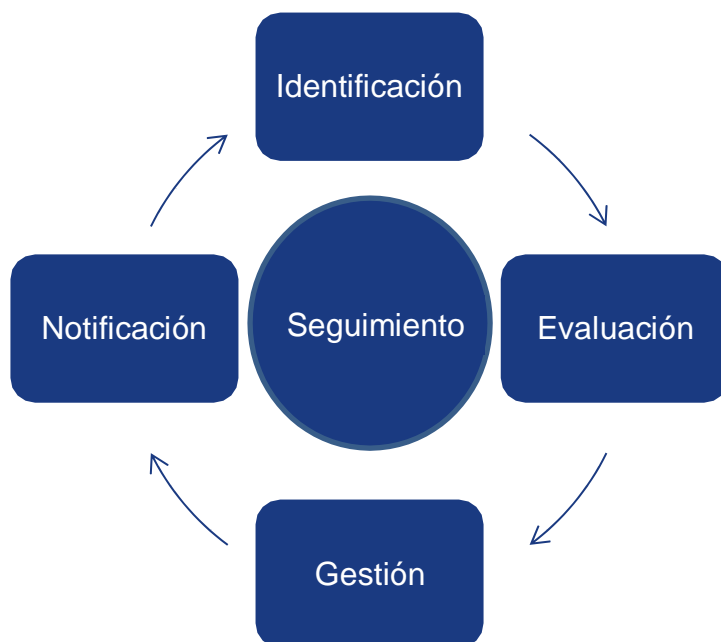 Identificación
Notificación
Seguimiento
Evaluación
Gestión